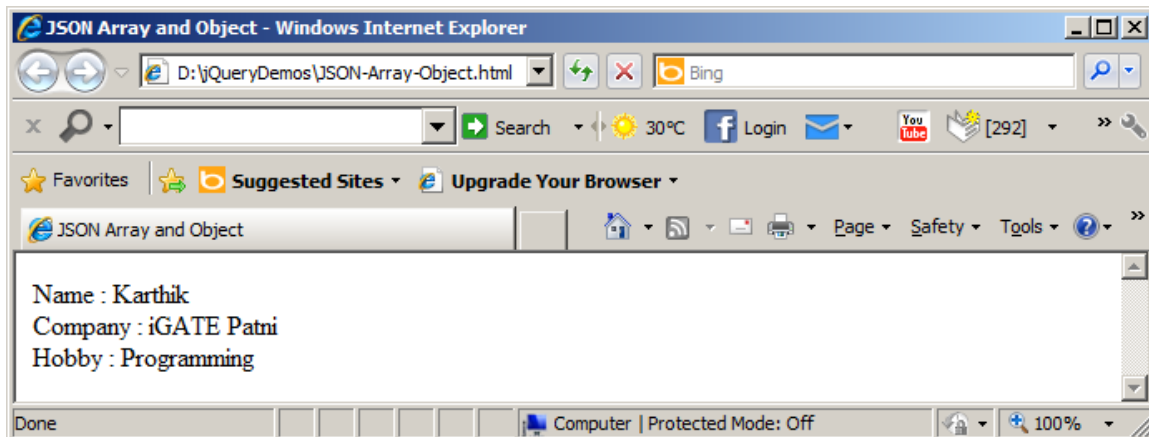 JSON Array and Object - Windows Internet Explorer
D:\jQueryDemos\JSON-Array-Object.html Bing
Search 30°C Login You Tube [292] »
Favorites Suggested Sites Upgrade Your Browser
JSON Array and Object Page Safety Tools »
Name : Karthik
Company : iGATE Patni
Hobby : Programming
Done Computer | Protected Mode: Off 100%